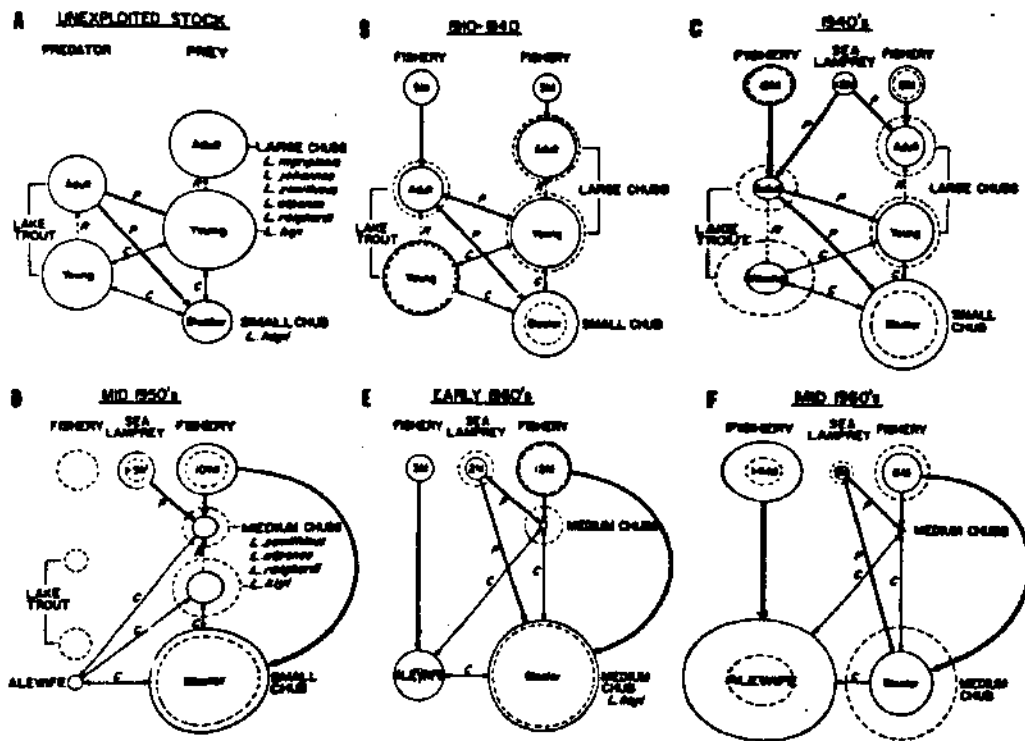 A UNEXPLOITED STOCK
PREDATOR PREY
Adult
LARGE CHUBS
L. nigripinnis
L. johannae
L. zenithicus
L. alpenae
L. reighardi
L. hoyi
Adult
P
LAKE TROUT
Young
Young
C
P
C
C
Bloater
SMALL CHUB
L. hoyi
B 1910-1940
FISHERY FISHERY
5M
Adult
Adult
LARGE CHUBS
P
P
LAKE TROUT
Young
Young
C
C
C
Bloater
SMALL CHUB
C 1940's
FISHERY SEA LAMPREY FISHERY
P
P
Adult
LARGE CHUBS
P
P
LAKE TROUT
Young
C
C
C
Bloater
SMALL CHUB
D MID 1950's
FISHERY SEA LAMPREY FISHERY
10M
P
MEDIUM CHUBS
L. zenithicus
L. alpenae
L. reighardi
L. hoyi
LAKE TROUT
C
C
C
ALEWIFE
C
Bloater
SMALL CHUB
E EARLY 1960's
FISHERY SEA LAMPREY FISHERY
P
MEDIUM CHUBS
P
C
C
ALEWIFE
C
Bloater
MEDIUM CHUB
L. hoyi
F MID 1960's
FISHERY SEA LAMPREY FISHERY
P
MEDIUM CHUBS
P
C
C
ALEWIFE
C
Bloater
MEDIUM CHUB